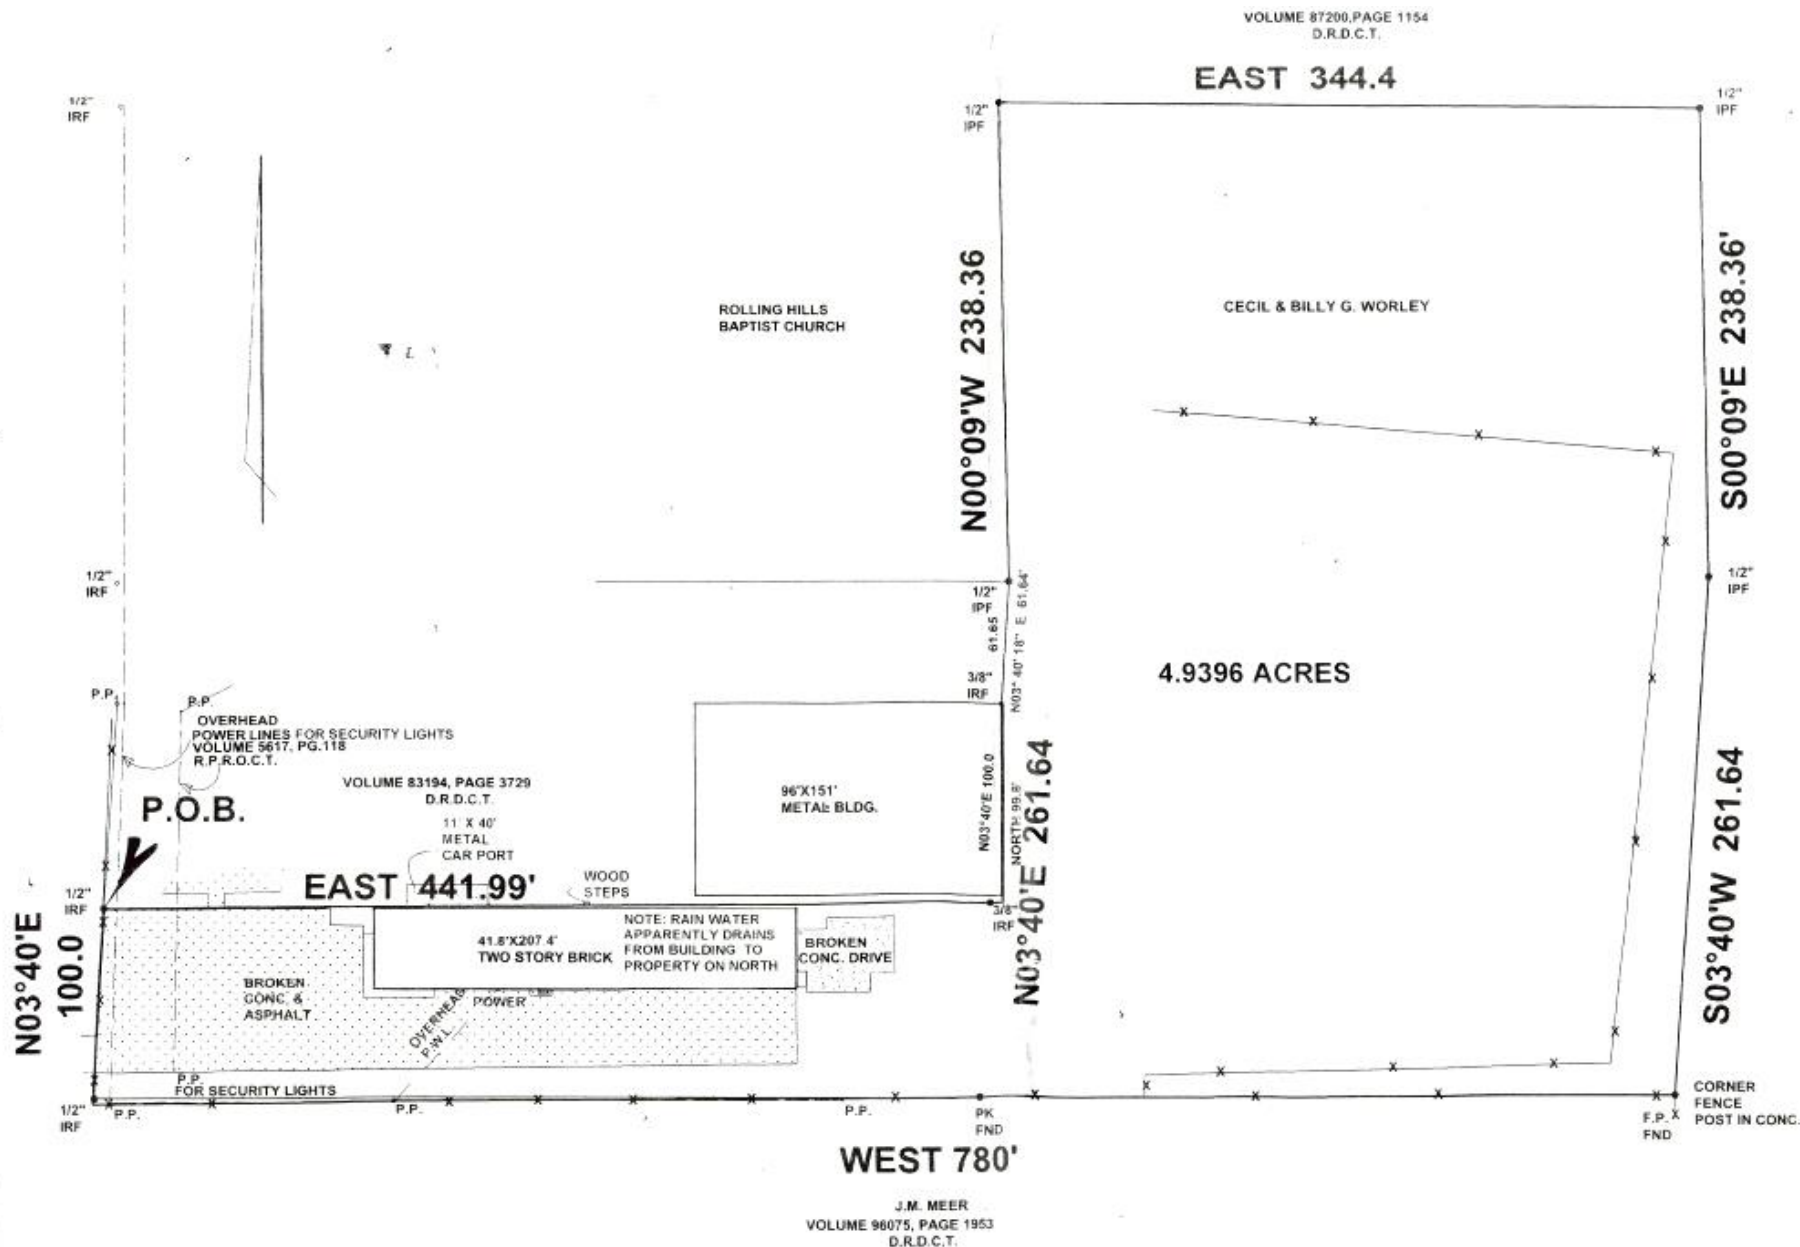 VOLUME 87200,PAGE 1154
D.R.D.C.T.
EAST 344.4
1/2"
IRF
1/2"
IPF
1/2"
IPF
N00°09'W 238.36
S00°09'E 238.36'
ROLLING HILLS
BAPTIST CHURCH
CECIL & BILLY G. WORLEY
1/2"
IRF
1/2"
IPF
1/2"
IPF
61.65
N03° 40' 18" E 61.64'
3/8"
IRF
4.9396 ACRES
P.P.
P.P.
OVERHEAD
POWER LINES FOR SECURITY LIGHTS
VOLUME 5617, PG.118
R.P.R.O.C.T.
VOLUME 83194, PAGE 3729
D.R.D.C.T.
P.O.B.
11' X 40'
METAL
CAR PORT
96'X151'
METAL BLDG.
N03°40'E 100.0
NORTH 99.8'
N03°40'E 261.64
S03°40'W 261.64
EAST 441.99'
WOOD
STEPS
1/2"
IRF
3/8"
IRF
N03°40'E
100.0
41.8'X207.4'
TWO STORY BRICK
NOTE: RAIN WATER
APPARENTLY DRAINS
FROM BUILDING TO
PROPERTY ON NORTH
BROKEN
CONC. DRIVE
BROKEN
CONC. &
ASPHALT
OVERHEAD
P.W.L.
POWER
P.P.
FOR SECURITY LIGHTS
1/2"
IRF
P.P.
P.P.
P.P.
PK
FND
F.P.
FND
CORNER
FENCE
POST IN CONC.
WEST 780'
J.M. MEER
VOLUME 96075, PAGE 1953
D.R.D.C.T.